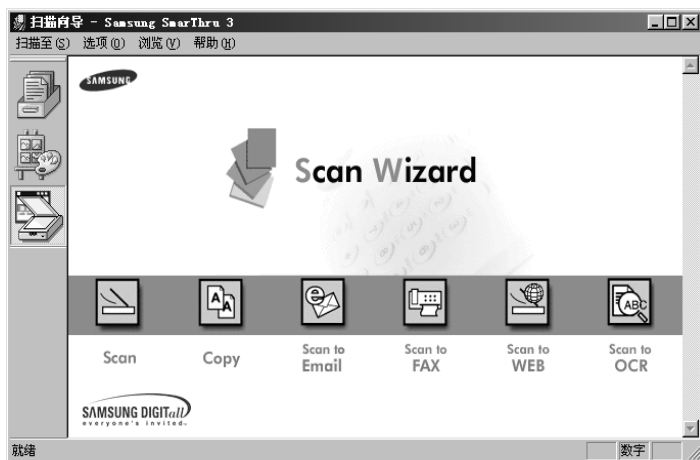 扫描向导 - Samsung SmarThru 3
扫描至(S) 选项(O) 浏览(V) 帮助(H)
SAMSUNG
Scan Wizard
Scan
Copy
Scan to
Email
Scan to
FAX
Scan to
WEB
Scan to
OCR
SAMSUNG DIGITall
everyone's invited™
就绪 数字